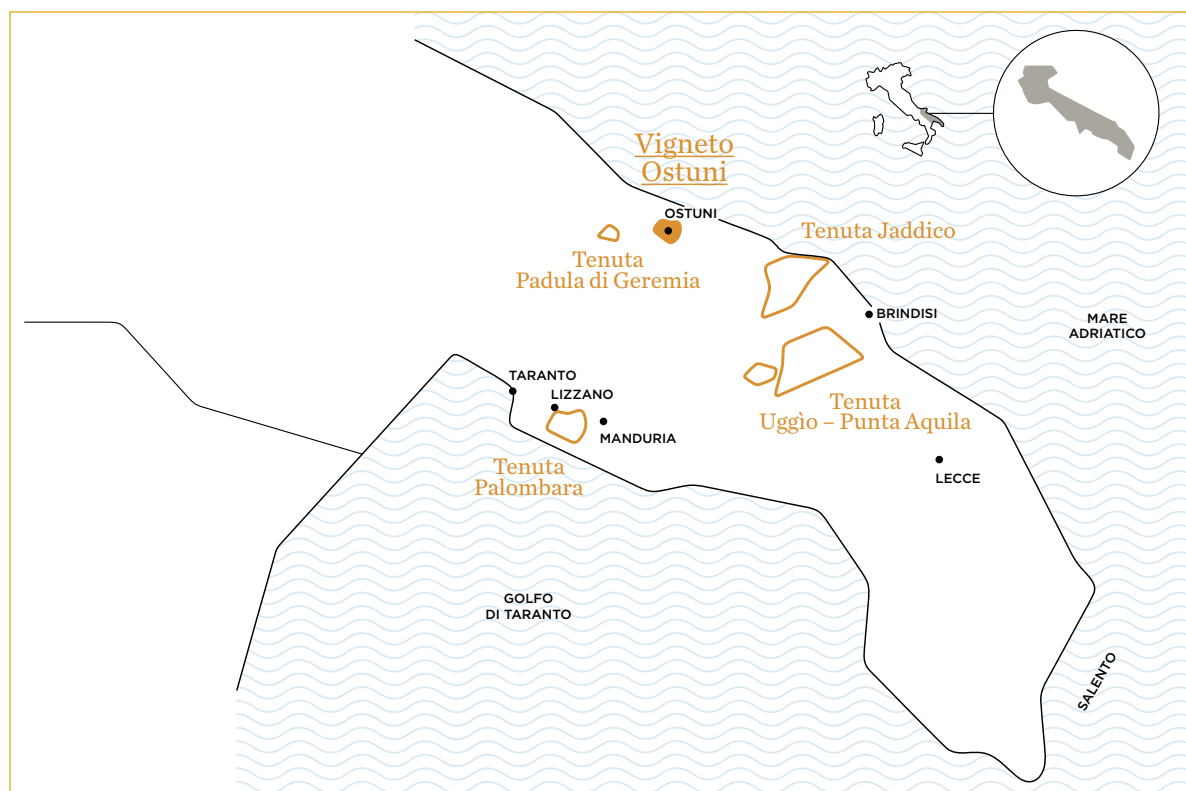 Vigneto
Ostuni
OSTUNI
Tenuta Jaddico
Tenuta
Padula di Geremia
BRINDISI
MARE
ADRIATICO
TARANTO
LIZZANO
MANDURIA
Tenuta
Uggìo – Punta Aquila
Tenuta
Palombara
LECCE
GOLFO
DI TARANTO
SALENTO